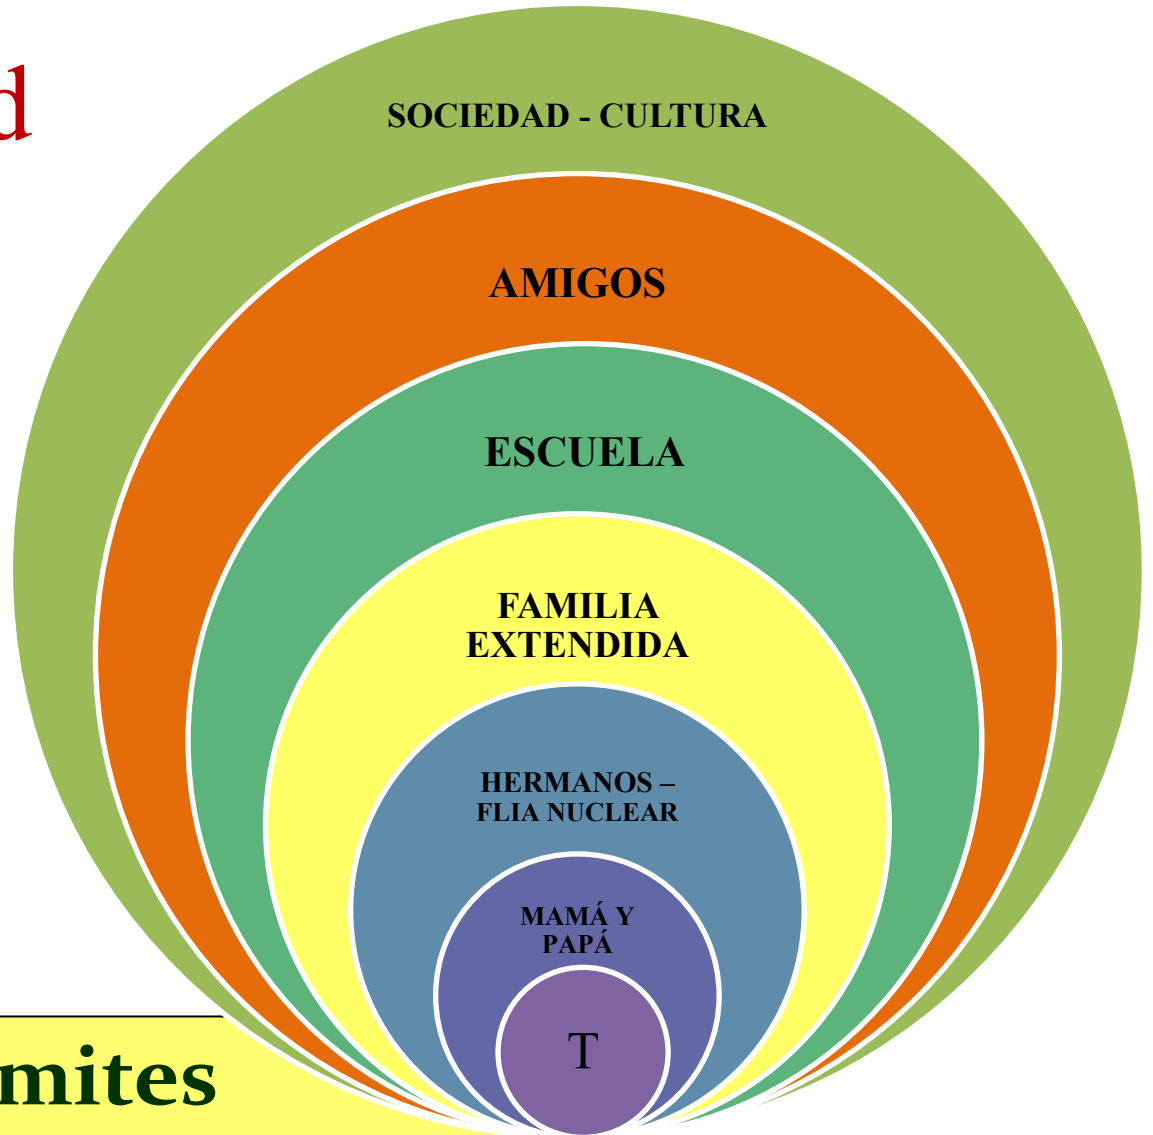 d
SOCIEDAD - CULTURA
AMIGOS
ESCUELA
FAMILIA
EXTENDIDA
HERMANOS –
FLIA NUCLEAR
MAMÁ Y
PAPÁ
T
mites